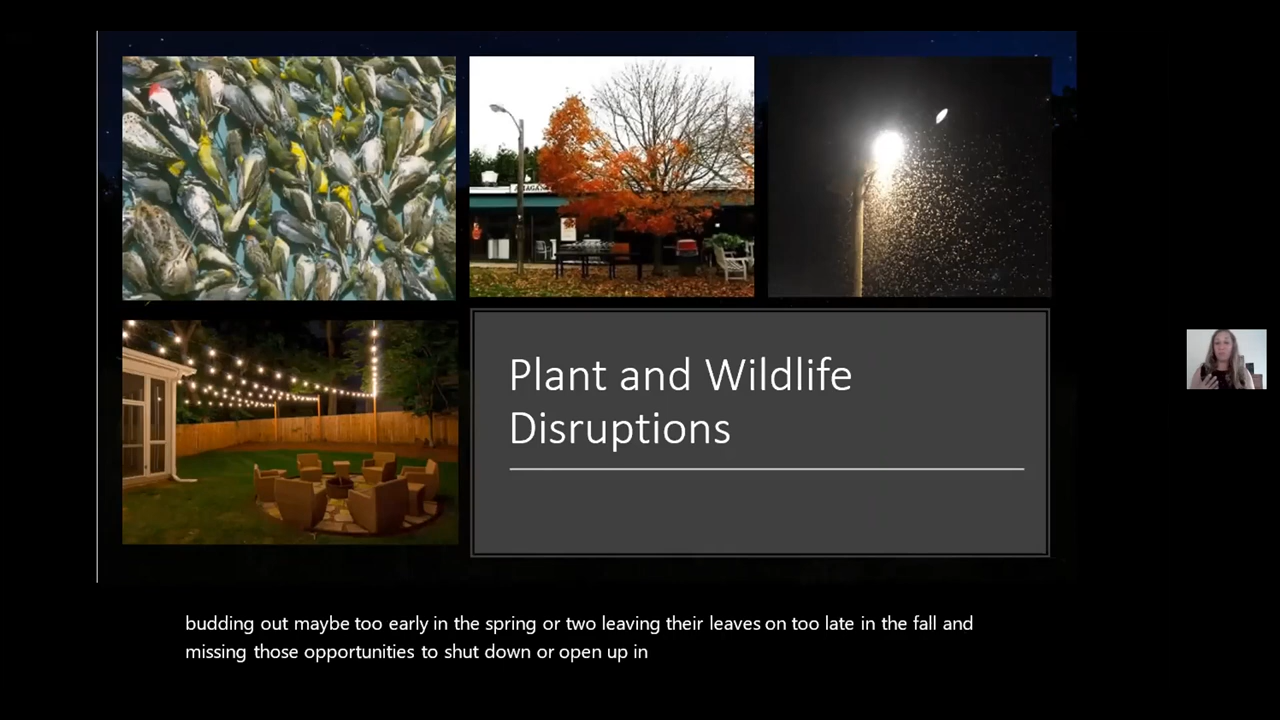 Plant and Wildlife
Disruptions
budding out maybe too early in the spring or two leaving their leaves on too late in the fall and
missing those opportunities to shut down or open up in